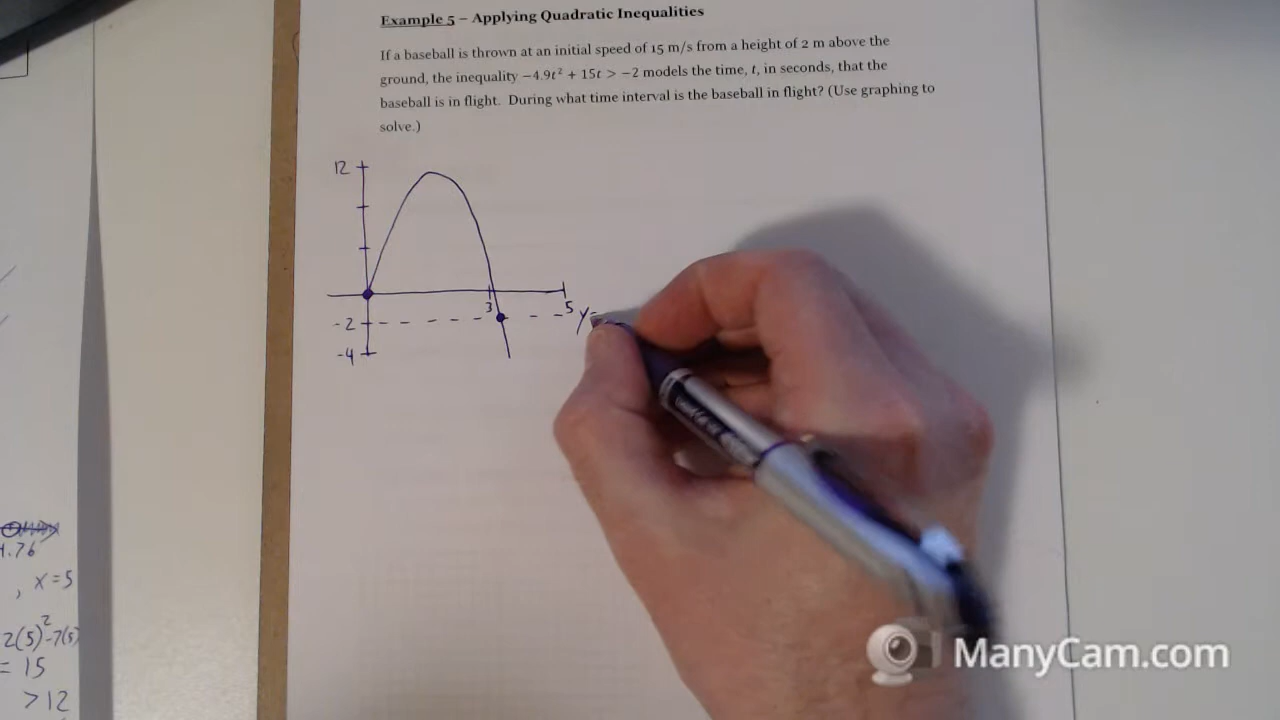 Example 5 – Applying Quadratic Inequalities
If a baseball is thrown at an initial speed of 15 m/s from a height of 2 m above the
ground, the inequality −4.9t² + 15t > −2 models the time, t, in seconds, that the
baseball is in flight. During what time interval is the baseball in flight? (Use graphing to
solve.)
12
3
5
-2
y=
-4
, x=5
2(5)²-7(5)
= 15
>12
ManyCam.com